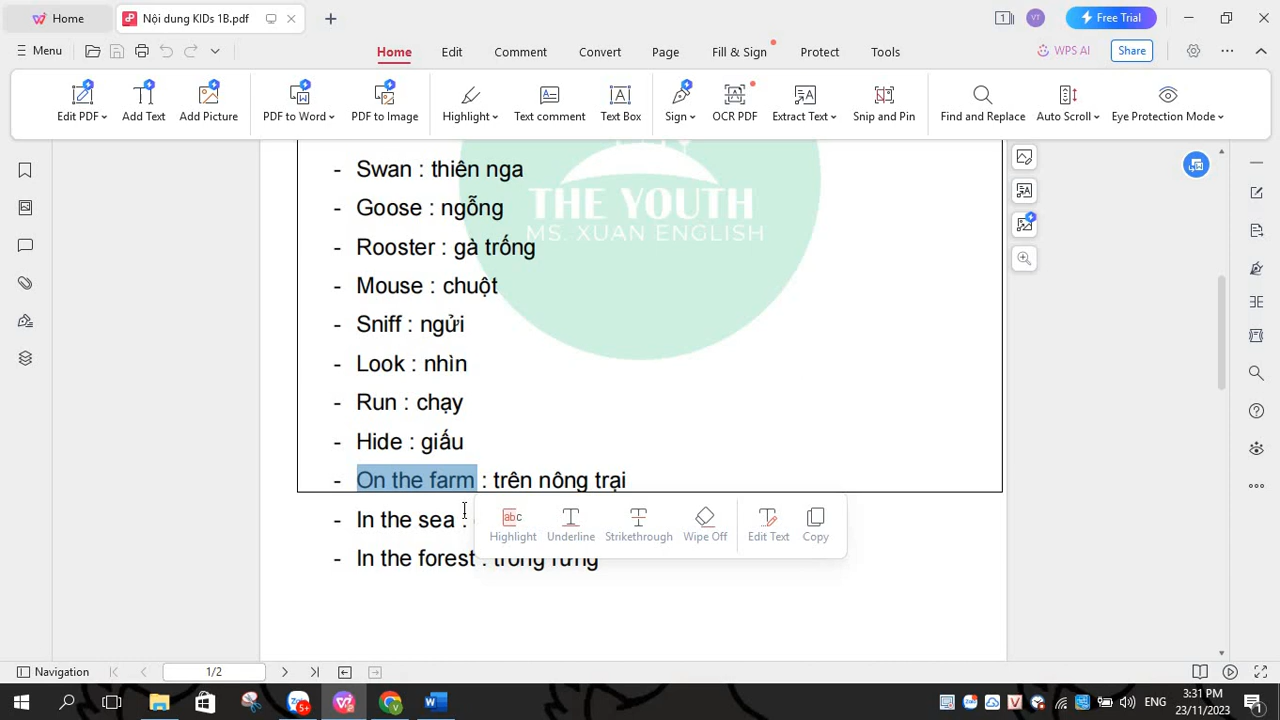 Home
Nội dung KIDs 1B.pdf
1
VT
Free Trial
Menu
Home
Edit
Comment
Convert
Page
Fill & Sign
Protect
Tools
WPS AI
Share
Edit PDF
Add Text
Add Picture
PDF to Word
PDF to Image
Highlight
Text comment
Text Box
Sign
OCR PDF
Extract Text
Snip and Pin
Find and Replace
Auto Scroll
Eye Protection Mode
THE YOUTH
MS. XUAN ENGLISH
- Swan : thiên nga
- Goose : ngỗng
- Rooster : gà trống
- Mouse : chuột
- Sniff : ngửi
- Look : nhìn
- Run : chạy
- Hide : giấu
- On the farm : trên nông trại
- In the sea :
- In the forest : trong rừng
abc
Highlight
Underline
Strikethrough
Wipe Off
Edit Text
Copy
Navigation
1/2
5+
ENG
3:31 PM
23/11/2023
1